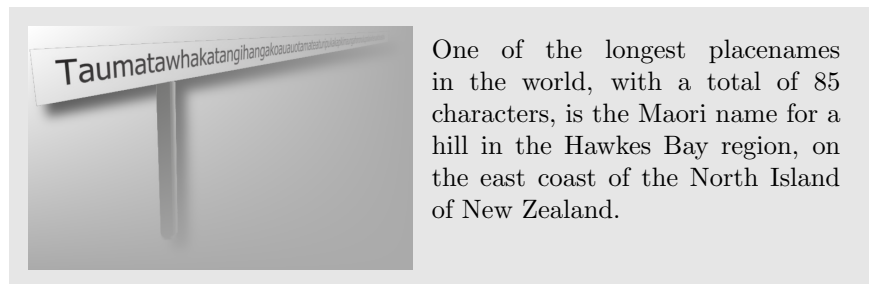 Taumatawhakatangihangakoauauotamatea
One of the longest placenames
in the world, with a total of 85
characters, is the Maori name for a
hill in the Hawkes Bay region, on
the east coast of the North Island
of New Zealand.